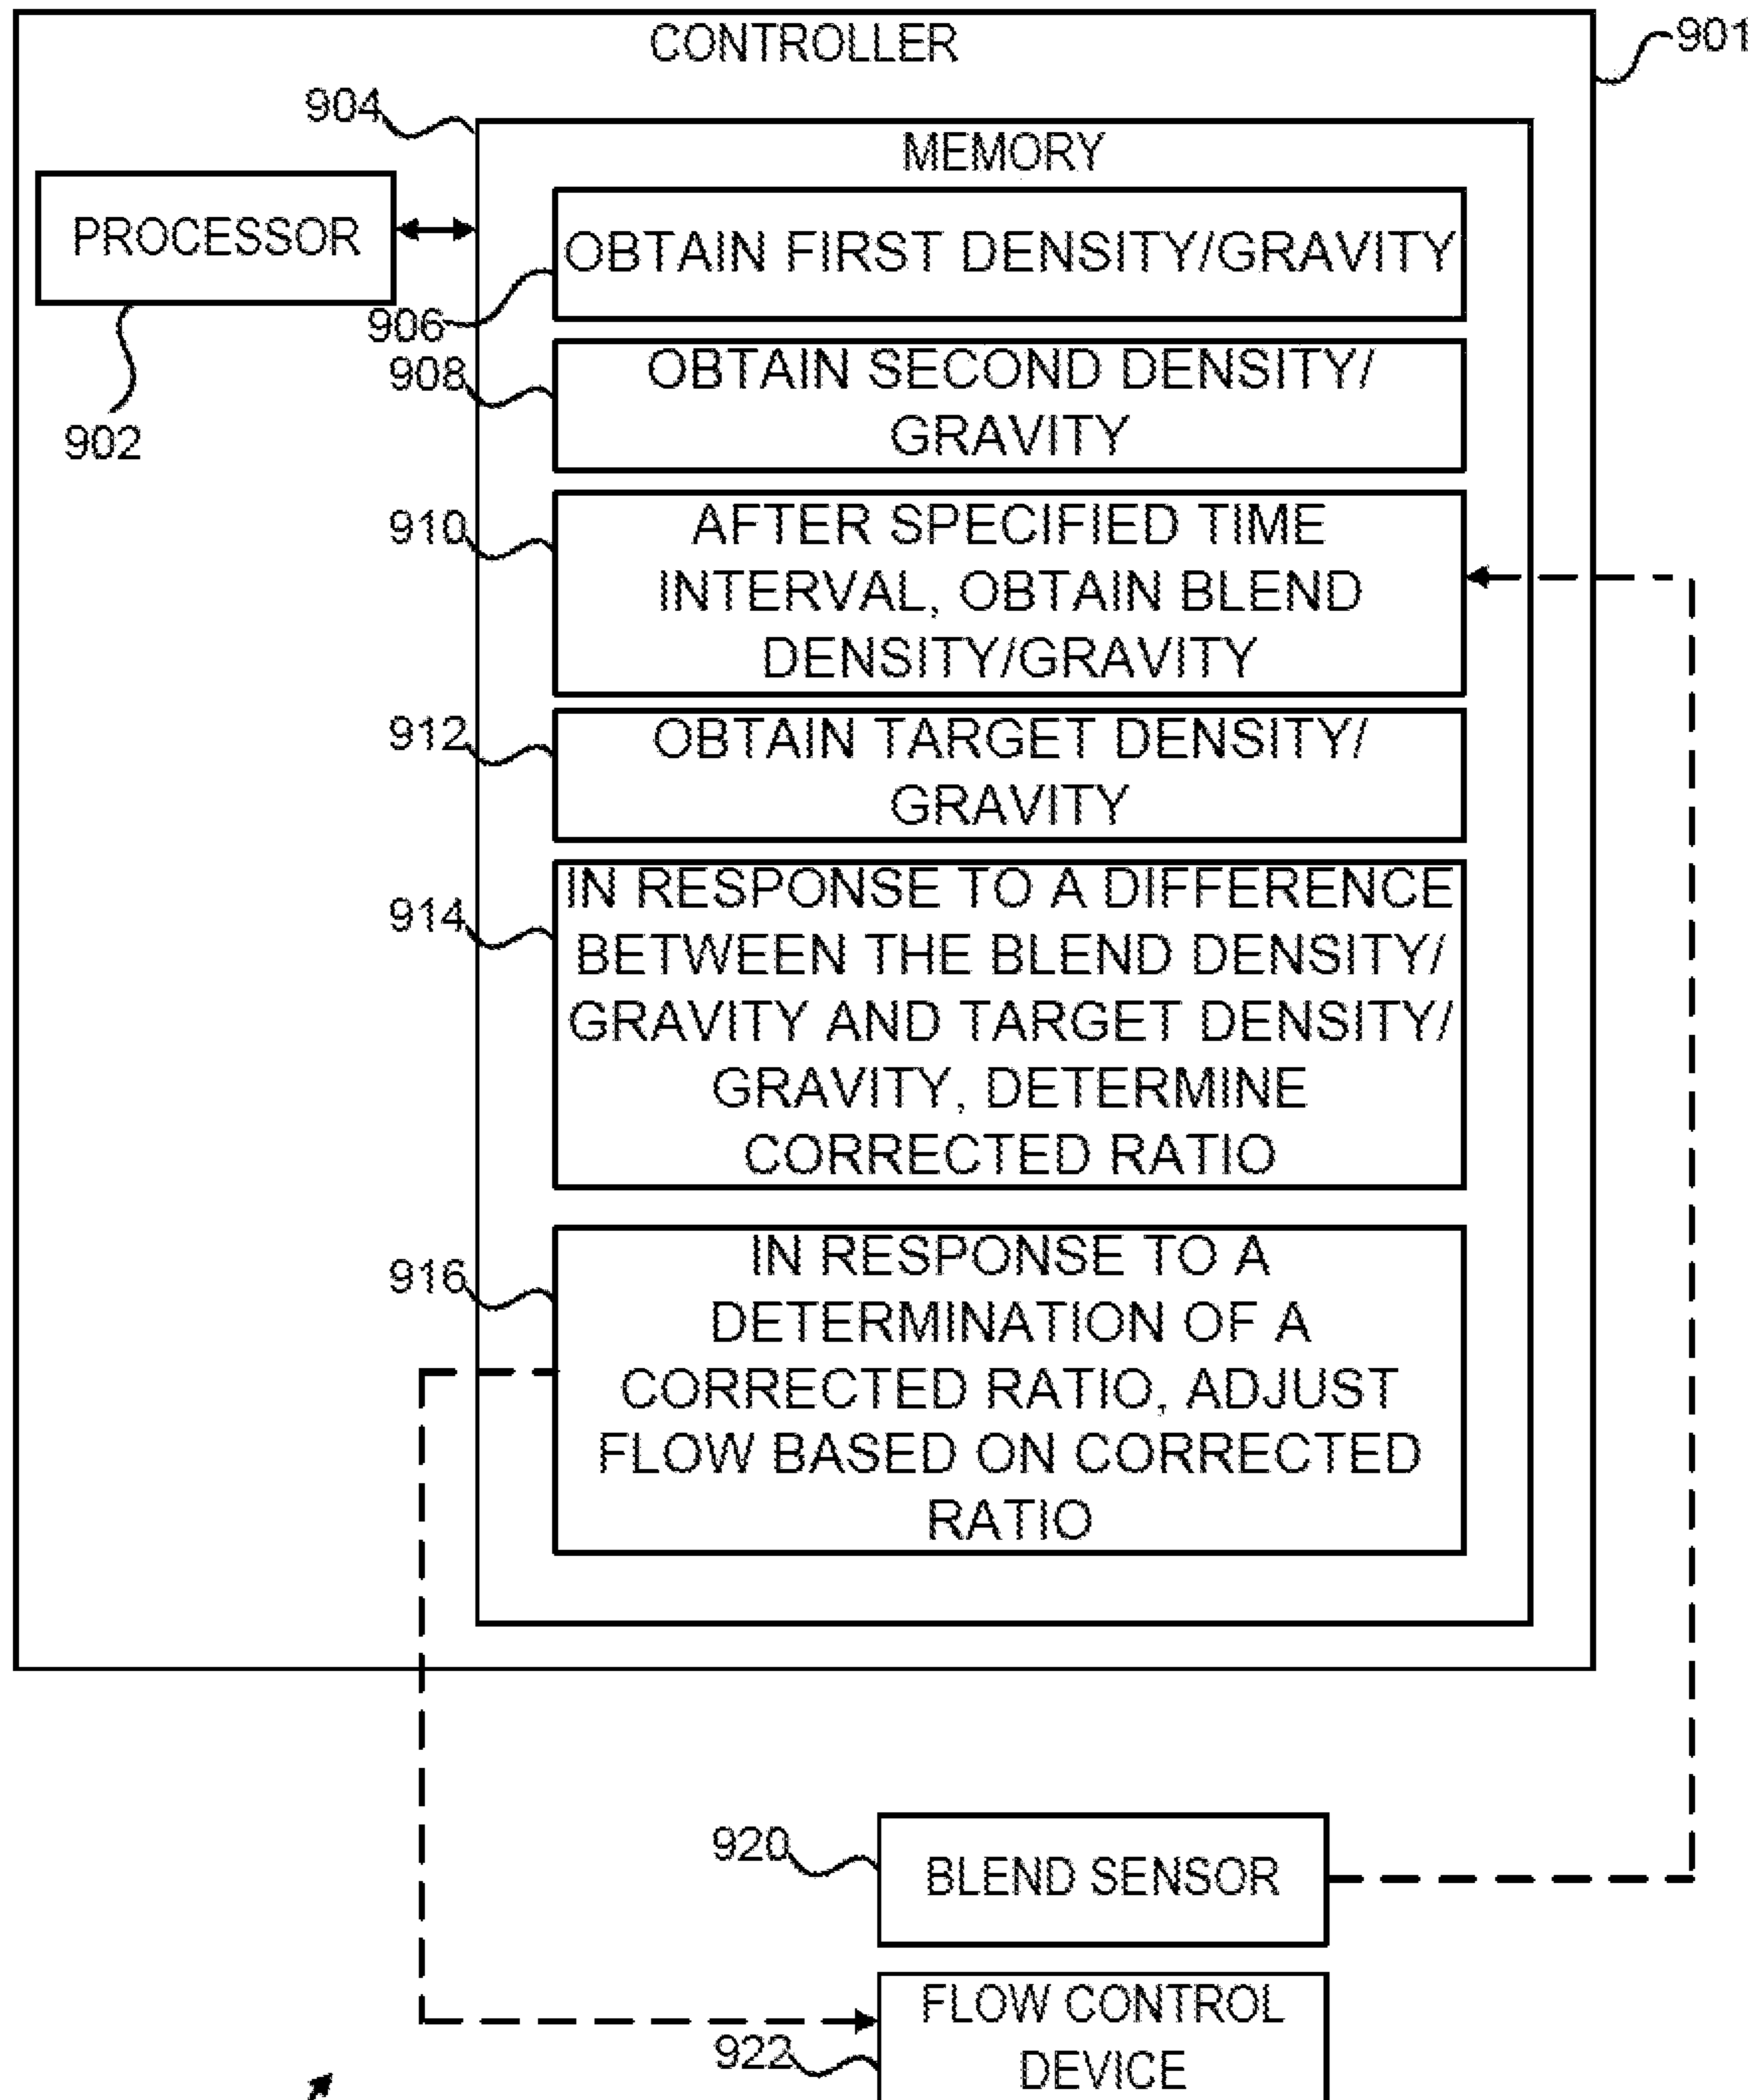 CONTROLLER
901
904
MEMORY
PROCESSOR
902
OBTAIN FIRST DENSITY/GRAVITY
906
908
OBTAIN SECOND DENSITY/
GRAVITY
910
AFTER SPECIFIED TIME
INTERVAL, OBTAIN BLEND
DENSITY/GRAVITY
912
OBTAIN TARGET DENSITY/
GRAVITY
914
IN RESPONSE TO A DIFFERENCE
BETWEEN THE BLEND DENSITY/
GRAVITY AND TARGET DENSITY/
GRAVITY, DETERMINE
CORRECTED RATIO
916
IN RESPONSE TO A
DETERMINATION OF A
CORRECTED RATIO, ADJUST
FLOW BASED ON CORRECTED
RATIO
920
BLEND SENSOR
922
FLOW CONTROL
DEVICE